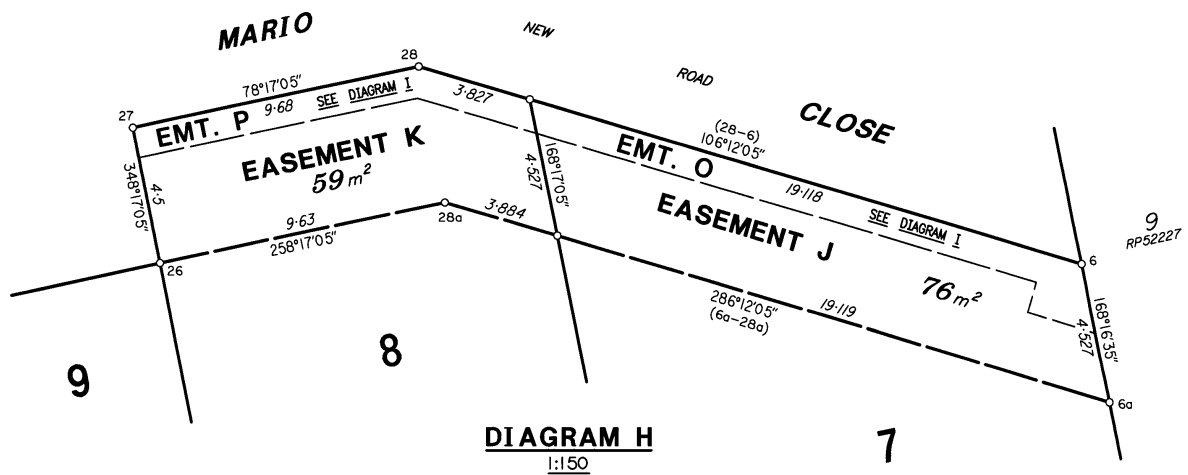 MARIO
NEW
ROAD
CLOSE
28
27
78°17'05"
9·68
SEE DIAGRAM I
EMT. P
3·827
(28-6)
106°12'05"
EMT. O
19·118
SEE DIAGRAM I
EASEMENT K
59 m²
348°17'05"
4·5
168°17'05"
4·527
9·63
258°17'05"
28a
3·884
26
EASEMENT J
76 m²
286°12'05"
(6a-28a)
19·119
6
9
RP52227
168°16'35"
4·527
6a
9
8
7
DIAGRAM H
1:150